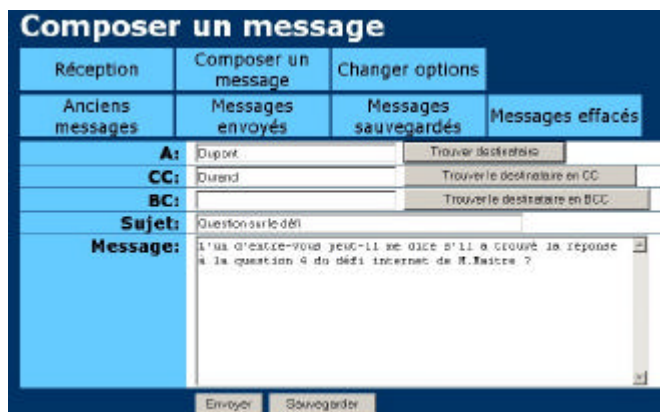 Composer un message
Réception
Composer un message
Changer options
Anciens messages
Messages envoyés
Messages sauvegardés
Messages effacés
A: Dupont Trouver destinataire
CC: Durand Trouver le destinataire en CC
BC: Trouver le destinataire en BCC
Sujet: Question sur le défi
Message: L'un d'extre-vous peut-il me dire s'il a trouvé la réponse
à la question 4 du défi internet de M.Maitre ?
Envoyer Sauvegarder